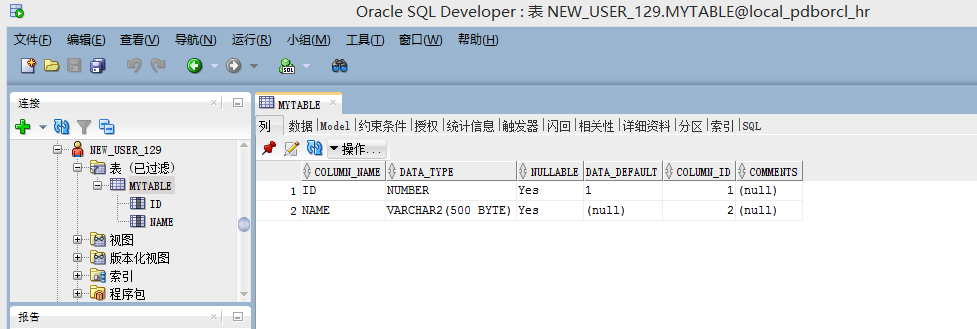 Oracle SQL Developer : 表 NEW_USER_129.MYTABLE@local_pdborcl_hr
文件(F) 编辑(E) 查看(V) 导航(N) 运行(R) 小组(M) 工具(T) 窗口(W) 帮助(H)
SQL
连接
NEW_USER_129
表 (已过滤)
MYTABLE
ID
NAME
视图
版本化视图
索引
程序包
报告
MYTABLE
列 数据 Model 约束条件 授权 统计信息 触发器 闪回 相关性 详细资料 分区 索引 SQL
操作...
COLUMN_NAME DATA_TYPE NULLABLE DATA_DEFAULT COLUMN_ID COMMENTS
1 ID NUMBER Yes 1 1 (null)
2 NAME VARCHAR2(500 BYTE) Yes (null) 2 (null)